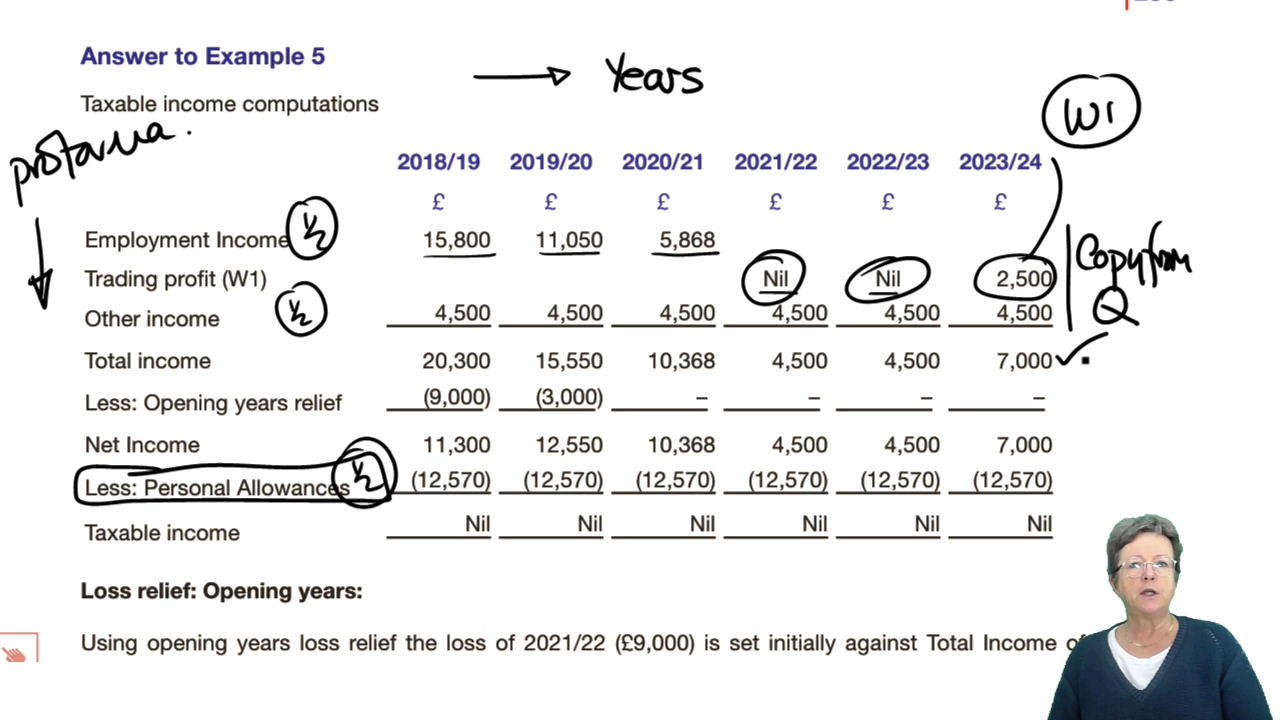 Answer to Example 5
→ Years
Taxable income computations
W1
proforma.
2018/19 2019/20 2020/21 2021/22 2022/23 2023/24
£ £ £ £ £ £
Employment Income ½ 15,800 11,050 5,868
Trading profit (W1) Nil Nil 2,500
Copy from
Q
Other income ½ 4,500 4,500 4,500 4,500 4,500 4,500
Total income 20,300 15,550 10,368 4,500 4,500 7,000 ✓
Less: Opening years relief (9,000) (3,000) – – – –
Net Income 11,300 12,550 10,368 4,500 4,500 7,000
Less: Personal Allowances ½ (12,570) (12,570) (12,570) (12,570) (12,570) (12,570)
Taxable income Nil Nil Nil Nil Nil Nil
Loss relief: Opening years:
Using opening years loss relief the loss of 2021/22 (£9,000) is set initially against Total Income